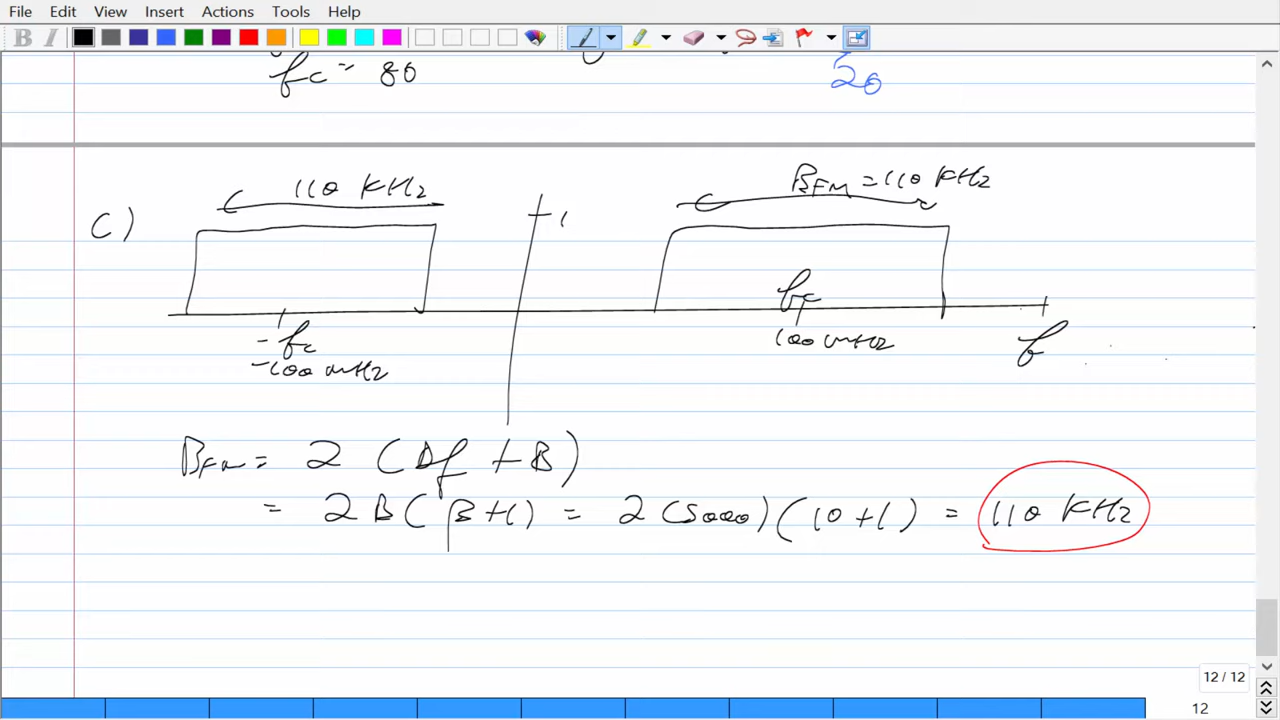 File Edit View Insert Actions Tools Help
B I
fc = 80
20
110 KHz
BFM = 110 KHz
C)
fc
-fc
100 MHz
f
-100 MHz
BFM = 2 (Δf + B)
= 2 B ( β + 1 ) = 2 (5000) ( 10 + 1 ) = 110 KHz
12 / 12
12